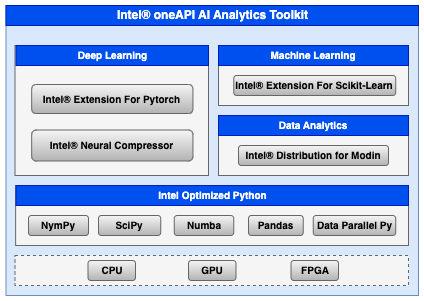 Intel® oneAPI AI Analytics Toolkit
Deep Learning
Intel® Extension For Pytorch
Intel® Neural Compressor
Machine Learning
Intel® Extension For Scikit-Learn
Data Analytics
Intel® Distribution for Modin
Intel Optimized Python
NymPy
SciPy
Numba
Pandas
Data Parallel Py
CPU
GPU
FPGA